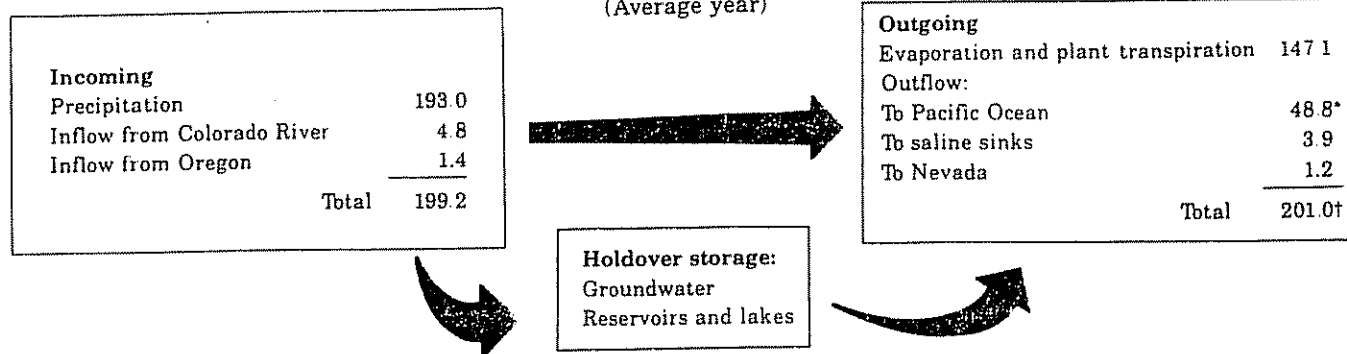 (Average year)
Incoming
Precipitation 193.0
Inflow from Colorado River 4.8
Inflow from Oregon 1.4
Total 199.2
Outgoing
Evaporation and plant transpiration 147 1
Outflow:
To Pacific Ocean 48.8*
To saline sinks 3.9
To Nevada 1.2
Total 201.0†
Holdover storage:
Groundwater
Reservoirs and lakes